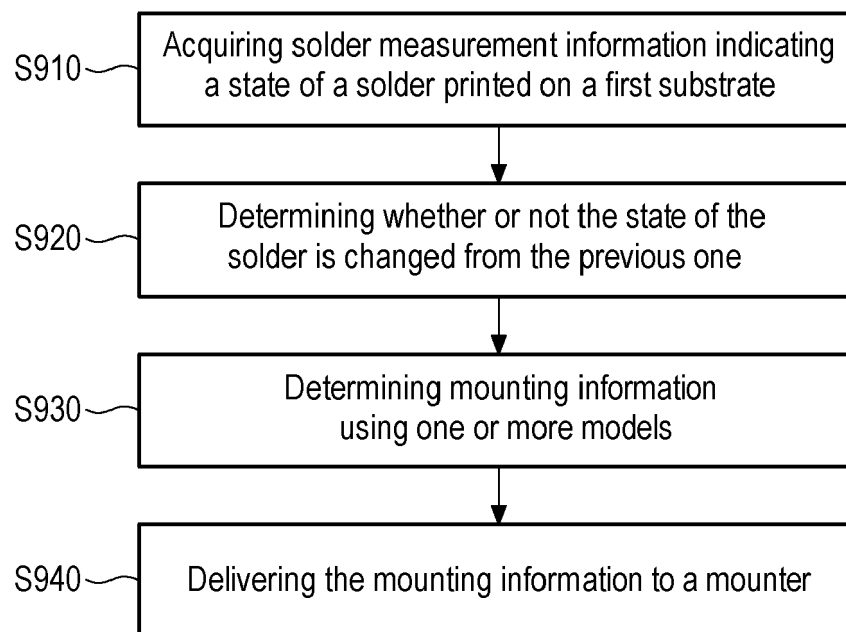 S910
Acquiring solder measurement information indicating
a state of a solder printed on a first substrate
S920
Determining whether or not the state of the
solder is changed from the previous one
S930
Determining mounting information
using one or more models
S940
Delivering the mounting information to a mounter